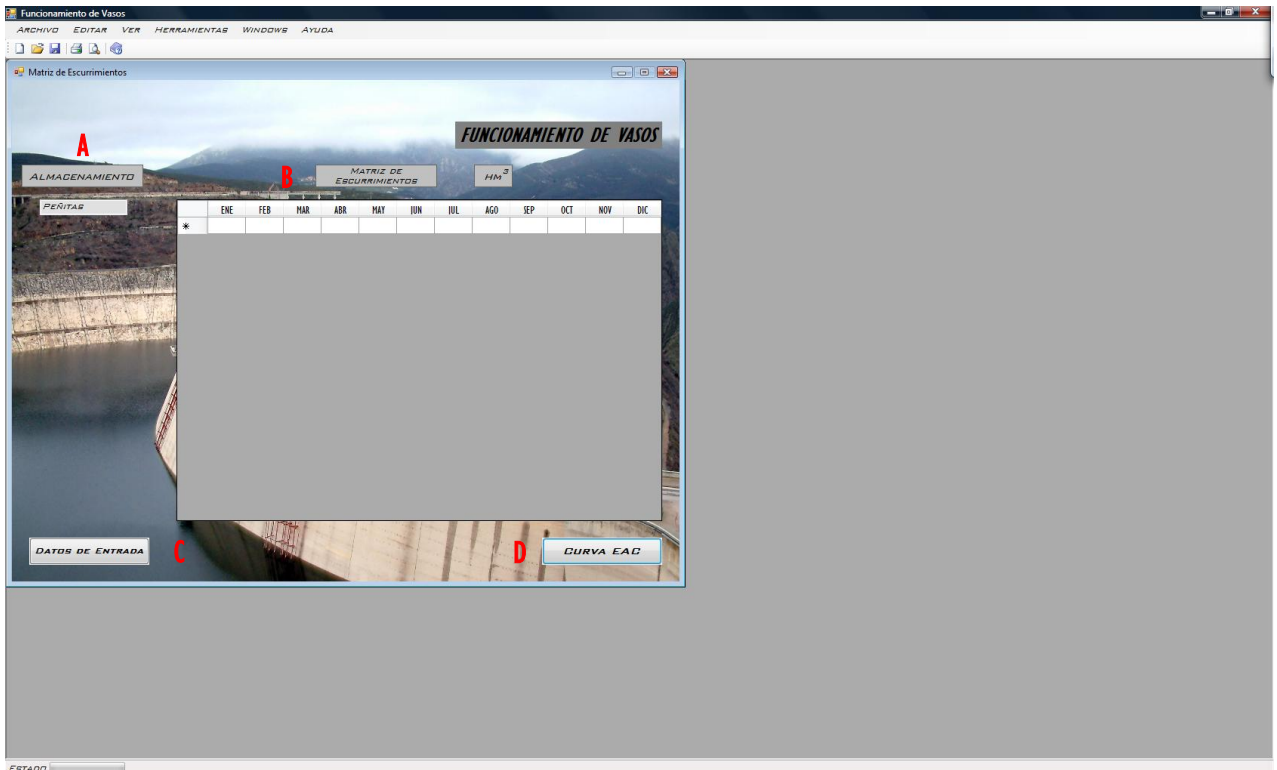 Funcionamiento de Vasos
ARCHIVO EDITAR VER HERRAMIENTAS WINDOWS AYUDA
Matriz de Escurrimientos
FUNCIONAMIENTO DE VASOS
A
ALMACENAMIENTO
B
MATRIZ DE
ESCURRIMIENTOS
HM3
PEÑITAS
ENE FEB MAR ABR MAY JUN JUL AGO SEP OCT NOV DIC
*
DATOS DE ENTRADA
C
D
CURVA EAC
ESTADO